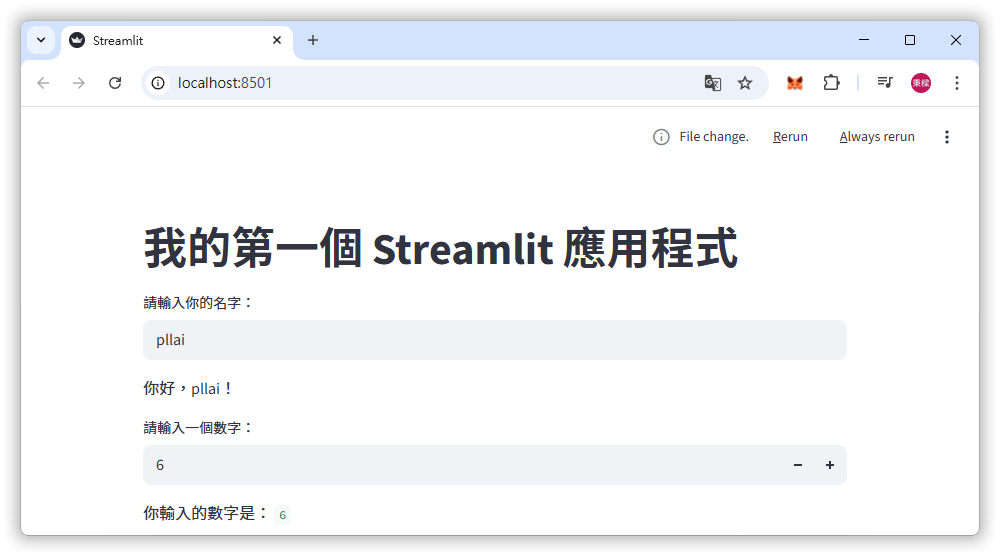 Streamlit
localhost:8501
秉樑
File change. Rerun Always rerun
我的第一個 Streamlit 應用程式
請輸入你的名字：
pllai
你好，pllai！
請輸入一個數字：
6
你輸入的數字是： 6